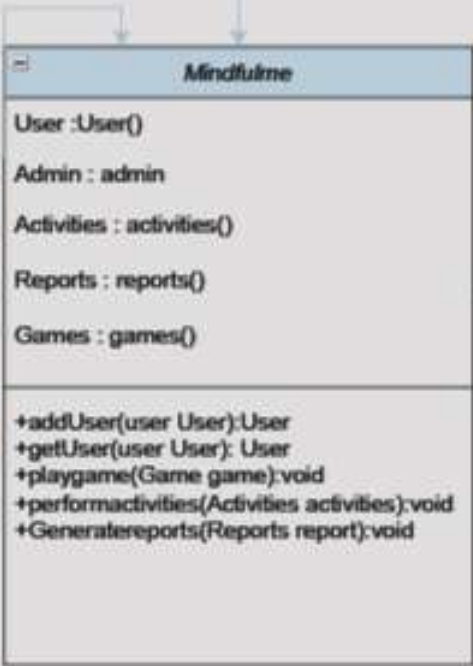 Mindfulme
User :User()
Admin : admin
Activities : activities()
Reports : reports()
Games : games()
+addUser(user User):User
+getUser(user User): User
+playgame(Game game):void
+performactivities(Activities activities):void
+Generatereports(Reports report):void